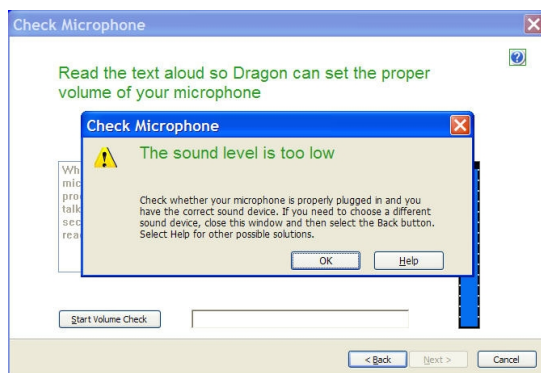 Check Microphone
Read the text aloud so Dragon can set the proper
volume of your microphone
Check Microphone
The sound level is too low
Check whether your microphone is properly plugged in and you
have the correct sound device. If you need to choose a different
sound device, close this window and then select the Back button.
Select Help for other possible solutions.
OK
Help
Start Volume Check
< Back
Next >
Cancel